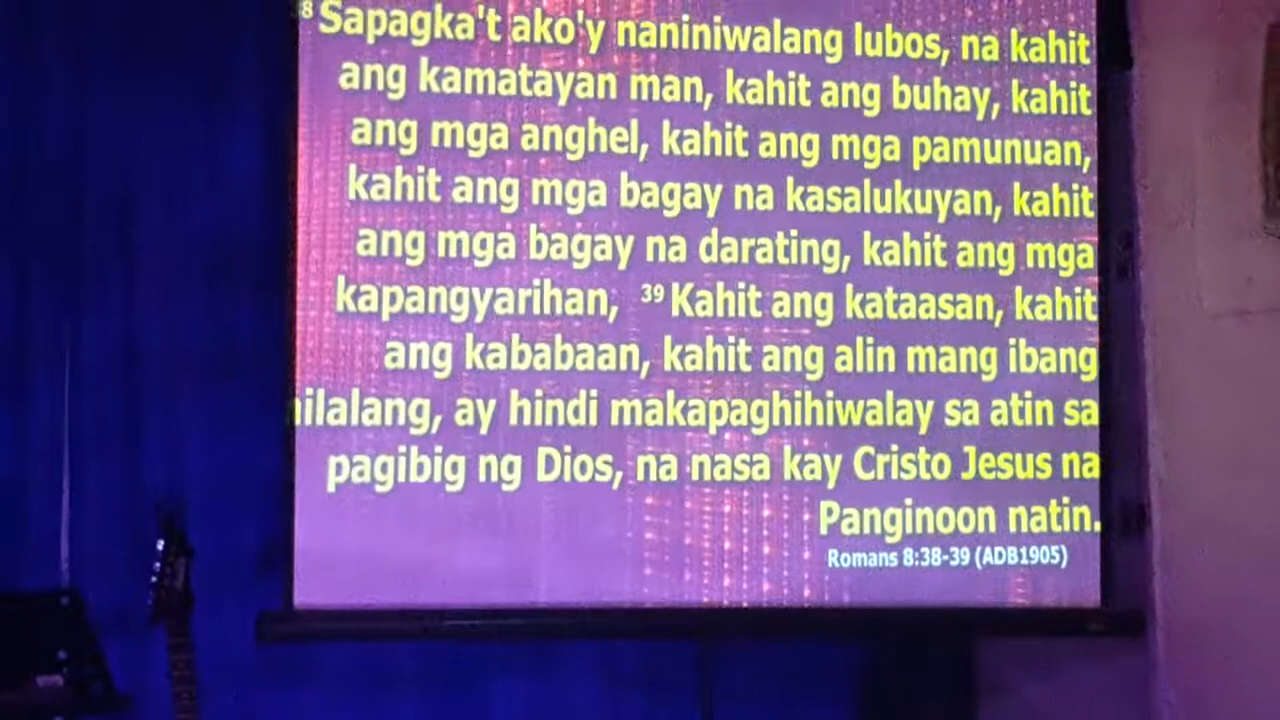 8 Sapagka't ako'y naniniwalang lubos, na kahit
ang kamatayan man, kahit ang buhay, kahit
ang mga anghel, kahit ang mga pamunuan,
kahit ang mga bagay na kasalukuyan, kahit
ang mga bagay na darating, kahit ang mga
kapangyarihan, 39 Kahit ang kataasan, kahit
ang kababaan, kahit ang alin mang ibang
nilalang, ay hindi makapaghihiwalay sa atin sa
pagibig ng Dios, na nasa kay Cristo Jesus na
Panginoon natin.
Romans 8:38-39 (ADB1905)